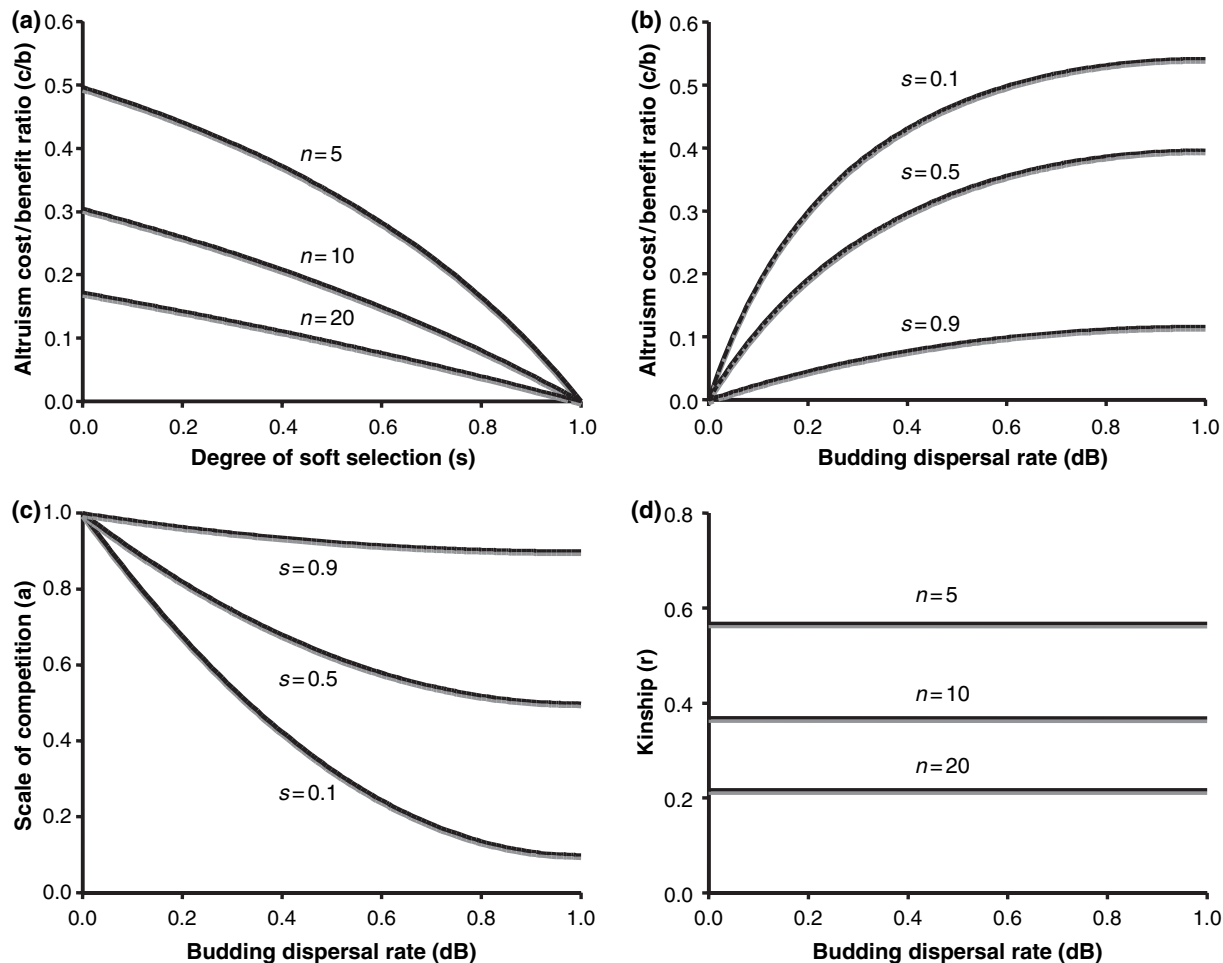 (a)
0.6
0.5
0.4
0.3
0.2
0.1
0.0
Altruism cost/benefit ratio (c/b)
n=5
n=10
n=20
0.0 0.2 0.4 0.6 0.8 1.0
Degree of soft selection (s)
(b)
0.6
0.5
0.4
0.3
0.2
0.1
0.0
Altruism cost/benefit ratio (c/b)
s=0.1
s=0.5
s=0.9
0.0 0.2 0.4 0.6 0.8 1.0
Budding dispersal rate (dB)
(c)
1.0
0.8
0.6
0.4
0.2
0.0
Scale of competition (a)
s=0.9
s=0.5
s=0.1
0.0 0.2 0.4 0.6 0.8 1.0
Budding dispersal rate (dB)
(d)
0.8
0.6
0.4
0.2
0.0
Kinship (r)
n=5
n=10
n=20
0.0 0.2 0.4 0.6 0.8 1.0
Budding dispersal rate (dB)